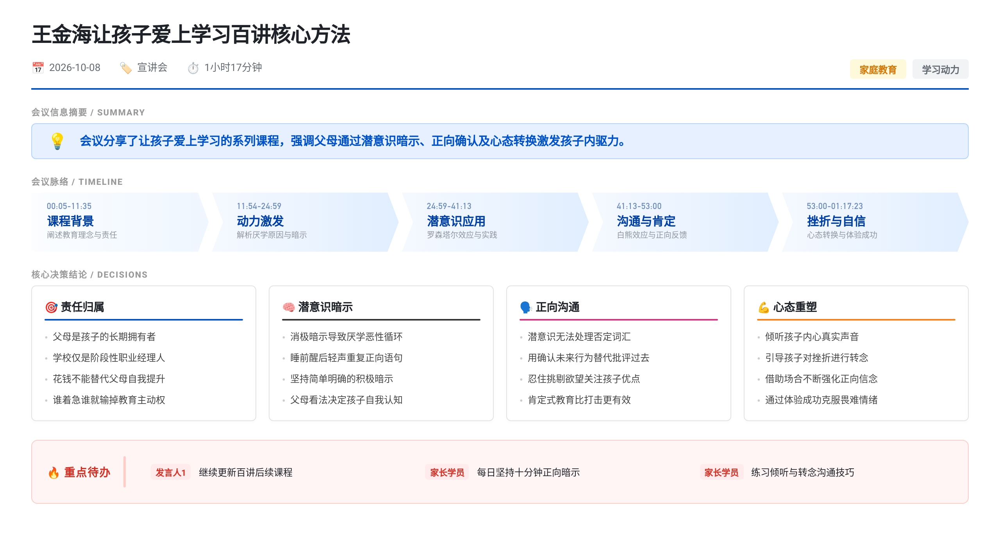 王金海让孩子爱上学习百讲核心方法
2026-10-08 宣讲会 1小时17分钟
家庭教育 学习动力
会议信息摘要 / SUMMARY
会议分享了让孩子爱上学习的系列课程，强调父母通过潜意识暗示、正向确认及心态转换激发孩子内驱力。
会议脉络 / TIMELINE
00:05-11:35
课程背景
阐述教育理念与责任
11:54-24:59
动力激发
解析厌学原因与暗示
24:59-41:13
潜意识应用
罗森塔尔效应与实践
41:13-53:00
沟通与肯定
白熊效应与正向反馈
53:00-01:17:23
挫折与自信
心态转换与体验成功
核心决策结论 / DECISIONS
责任归属
父母是孩子的长期拥有者
学校仅是阶段性职业经理人
花钱不能替代父母自我提升
谁着急谁就输掉教育主动权
潜意识暗示
消极暗示导致厌学恶性循环
睡前醒后轻声重复正向语句
坚持简单明确的积极暗示
父母看法决定孩子自我认知
正向沟通
潜意识无法处理否定词汇
用确认未来行为替代批评过去
忍住挑剔欲望关注孩子优点
肯定式教育比打击更有效
心态重塑
倾听孩子内心真实声音
引导孩子对挫折进行转念
借助场合不断强化正向信念
通过体验成功克服畏难情绪
重点待办
发言人1 继续更新百讲后续课程
家长学员 每日坚持十分钟正向暗示
家长学员 练习倾听与转念沟通技巧